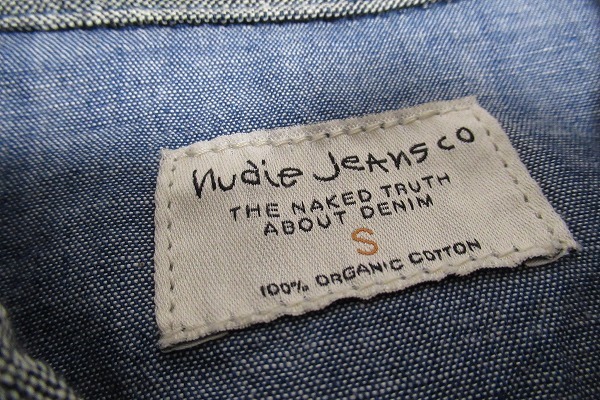 nudie jeans co
THE NAKED TRUTH
ABOUT DENIM
S
100% ORGANIC COTTON